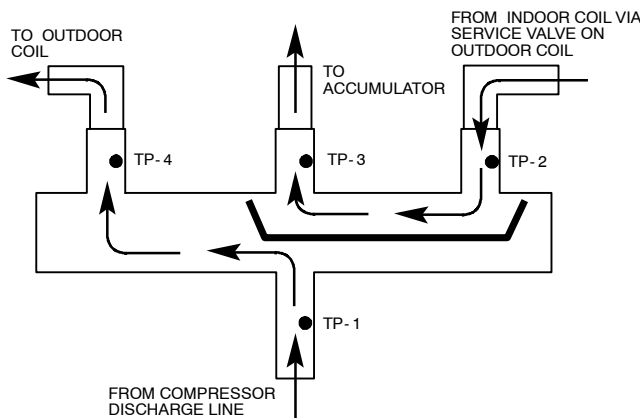 TO OUTDOOR
COIL
TO
ACCUMULATOR
FROM INDOOR COIL VIA
SERVICE VALVE ON
OUTDOOR COIL
TP-4
TP-3
TP-2
TP-1
FROM COMPRESSOR
DISCHARGE LINE